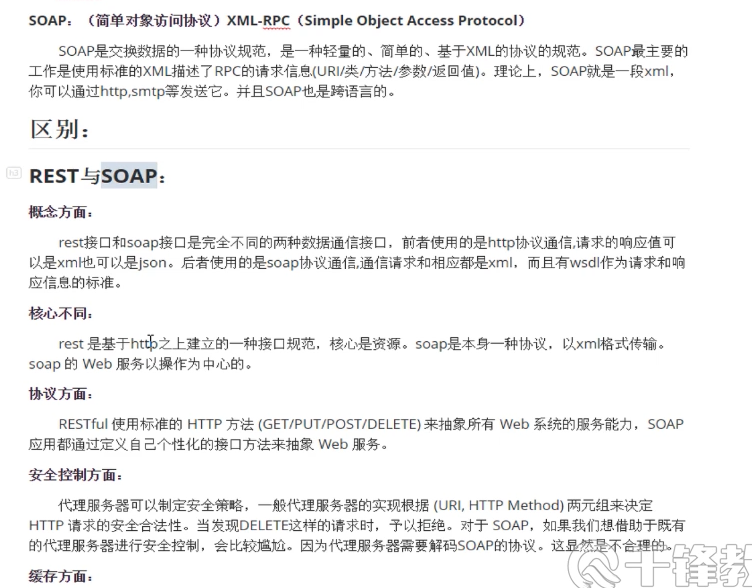 SOAP：（简单对象访问协议）XML-RPC（Simple Object Access Protocol）
SOAP是交换数据的一种协议规范，是一种轻量的、简单的、基于XML的协议的规范。SOAP最主要的
工作是使用标准的XML描述了RPC的请求信息(URI/类/方法/参数/返回值)。理论上，SOAP就是一段xml，
你可以通过http,smtp等发送它。并且SOAP也是跨语言的。
区别：
h3
REST与SOAP：
概念方面：
rest接口和soap接口是完全不同的两种数据通信接口，前者使用的是http协议通信,请求的响应值可
以是xml也可以是json。后者使用的是soap协议通信,通信请求和相应都是xml，而且有wsdl作为请求和响
应信息的标准。
核心不同：
rest 是基于http之上建立的一种接口规范，核心是资源。soap是本身一种协议，以xml格式传输。
soap 的 Web 服务以操作为中心的。
协议方面：
RESTful 使用标准的 HTTP 方法 (GET/PUT/POST/DELETE) 来抽象所有 Web 系统的服务能力，SOAP
应用都通过定义自己个性化的接口方法来抽象 Web 服务。
安全控制方面：
代理服务器可以制定安全策略，一般代理服务器的实现根据 (URI, HTTP Method) 两元组来决定
HTTP 请求的安全合法性。当发现DELETE这样的请求时，予以拒绝。对于 SOAP，如果我们想借助于既有
的代理服务器进行安全控制，会比较尴尬。因为代理服务器需要解码SOAP的协议。这显然是不合理的。
缓存方面：
千锋教